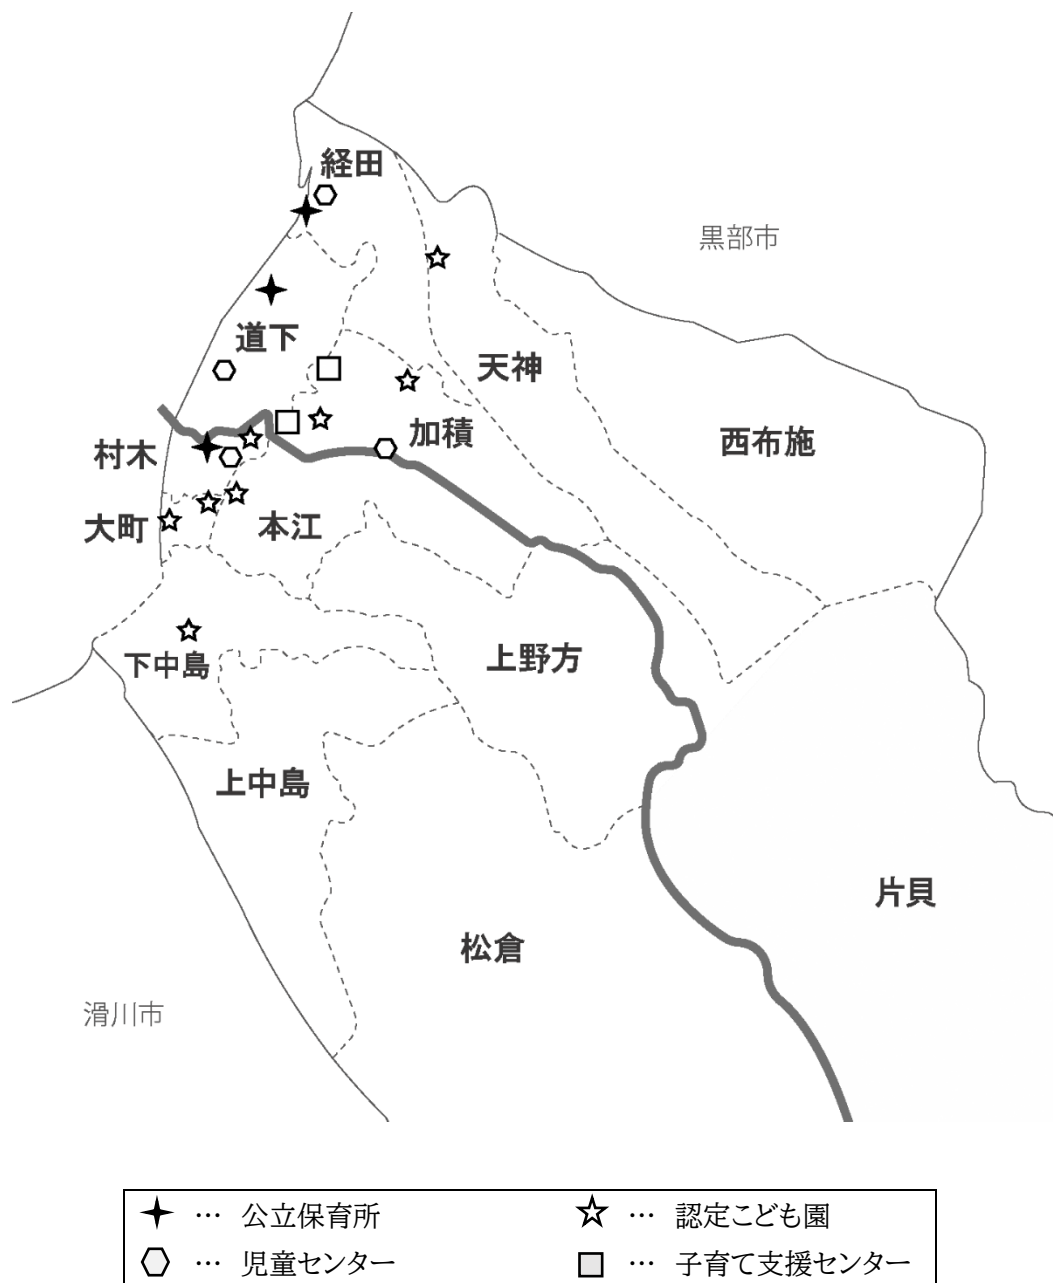 経田
黒部市
道下
天神
加積
西布施
村木
大町
本江
上野方
下中島
上中島
片貝
松倉
滑川市
… 公立保育所
… 認定こども園
… 児童センター
… 子育て支援センター